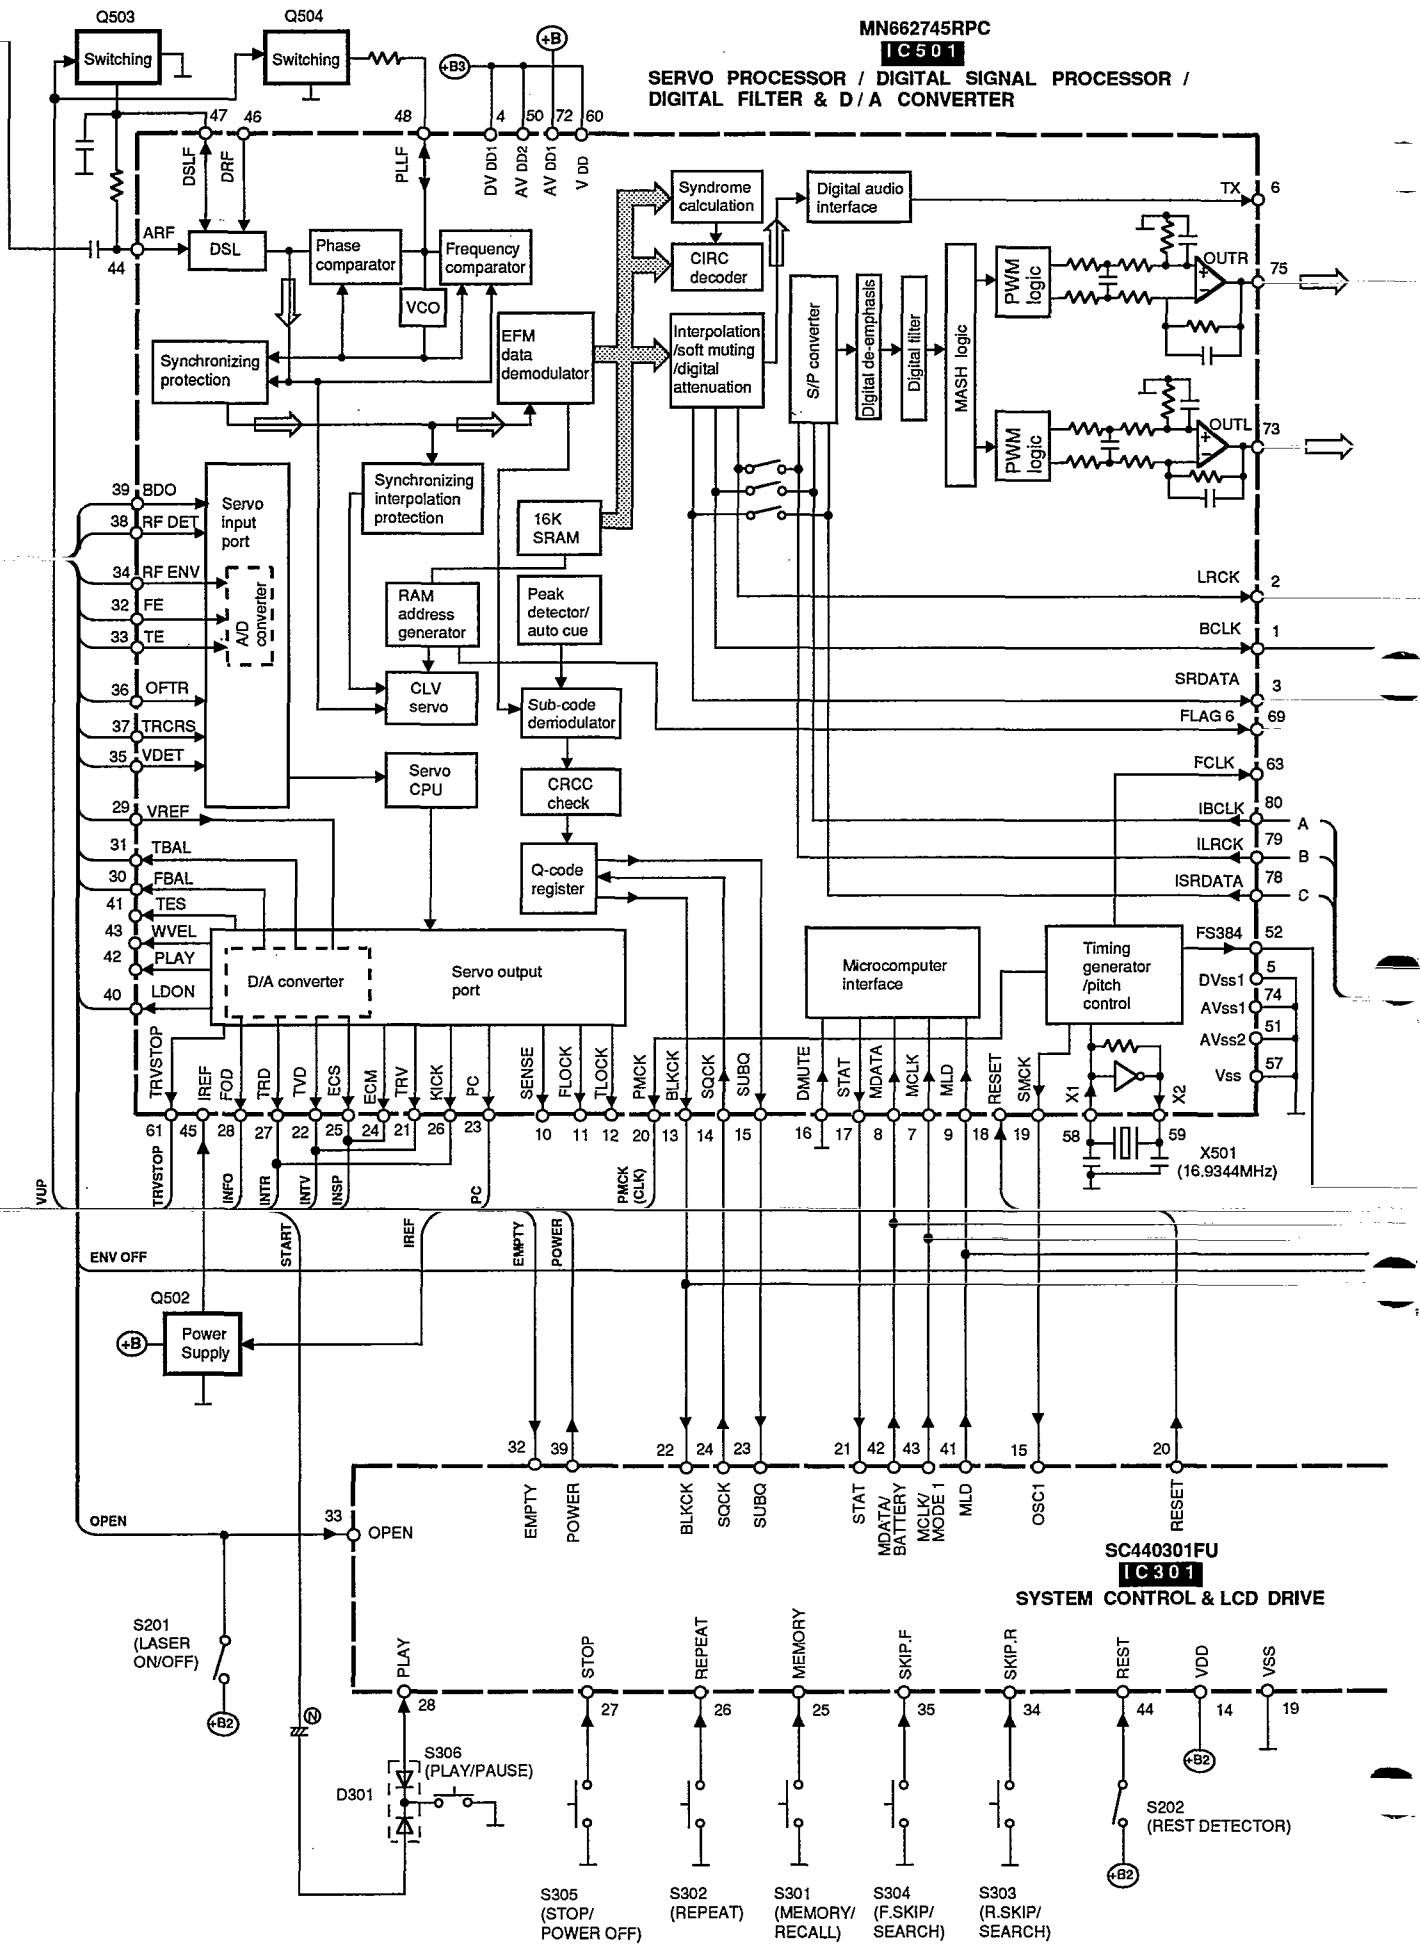 Q503
Q504
Switching
Switching
+B3
+B
MN662745RPC
IC501
SERVO PROCESSOR / DIGITAL SIGNAL PROCESSOR /
DIGITAL FILTER & D/A CONVERTER
47
46
48
4
50
72
60
DSLF
DRF
PLLF
DV DD1
AV DD2
AV DD1
V DD
ARF
44
DSL
Phase
comparator
Frequency
comparator
VCO
Synchronizing
protection
EFM
data
demodulator
Syndrome
calculation
CIRC
decoder
Digital audio
interface
Interpolation
/soft muting
/digital
attenuation
S/P converter
Digital de-emphasis
Digital filter
MASH logic
PWM
logic
PWM
logic
TX
6
OUTR
75
OUTL
73
+
−
+
−
Synchronizing
interpolation
protection
16K
SRAM
RAM
address
generator
Peak
detector/
auto cue
CLV
servo
Sub-code
demodulator
Servo
CPU
CRCC
check
Q-code
register
Servo
input
port
A/D
converter
39 BDO
38 RF DET
34 RF ENV
32 FE
33 TE
36 OFTR
37 TRCRS
35 VDET
29 VREF
31 TBAL
30 FBAL
41 TES
43 WVEL
42 PLAY
40 LDON
LRCK 2
BCLK 1
SRDATA 3
FLAG 6 69
FCLK 63
IBCLK 80 A
ILRCK 79 B
ISRDATA 78 C
FS384 52
DVss1 5
AVss1 74
AVss2 51
Vss 57
D/A converter
Servo output
port
Microcomputer
interface
Timing
generator
/pitch
control
TRVSTOP
IREF
FOD
TRD
TVD
ECS
ECM
TRV
KICK
PC
SENSE
FLOCK
TLOCK
PMCK
BLKCK
SQCK
SUBQ
DMUTE
STAT
MDATA
MCLK
MLD
RESET
SMCK
X1
X2
61
45
28
27
22
25
24
21
26
23
10
11
12
20
13
14
15
16
17
8
7
9
18
19
58
59
X501
(16.9344MHz)
VUP
TRVSTOP
INFO
INTR
INTV
INSP
PC
PMCK
(CLK)
START
IREF
EMPTY
POWER
ENV OFF
Q502
+B
Power
Supply
32
39
22
24
23
21
42
43
41
15
20
EMPTY
POWER
BLKCK
SQCK
SUBQ
STAT
MDATA/
BATTERY
MCLK/
MODE 1
MLD
OSC1
RESET
OPEN
33
OPEN
SC440301FU
IC301
SYSTEM CONTROL & LCD DRIVE
S201
(LASER
ON/OFF)
+B2
PLAY
STOP
REPEAT
MEMORY
SKIP.F
SKIP.R
REST
VDD
VSS
28
27
26
25
35
34
44
14
19
N
S306
(PLAY/PAUSE)
D301
+B2
S202
(REST DETECTOR)
+B2
S305
(STOP/
POWER OFF)
S302
(REPEAT)
S301
(MEMORY/
RECALL)
S304
(F.SKIP/
SEARCH)
S303
(R.SKIP/
SEARCH)